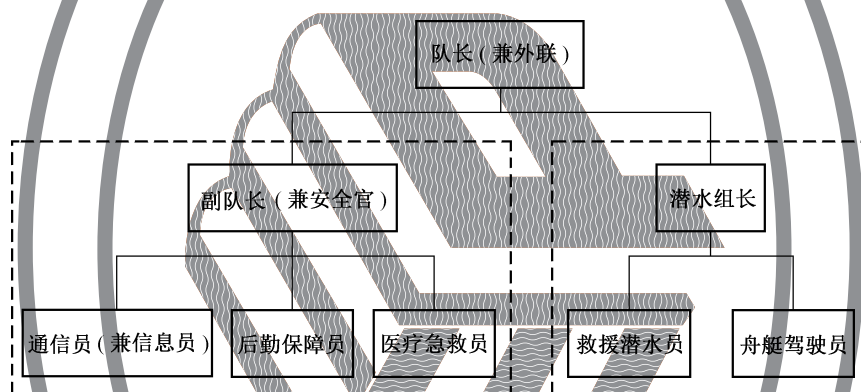 队长(兼外联)
副队长(兼安全官)
潜水组长
通信员(兼信息员)
后勤保障员
医疗急救员
救援潜水员
舟艇驾驶员